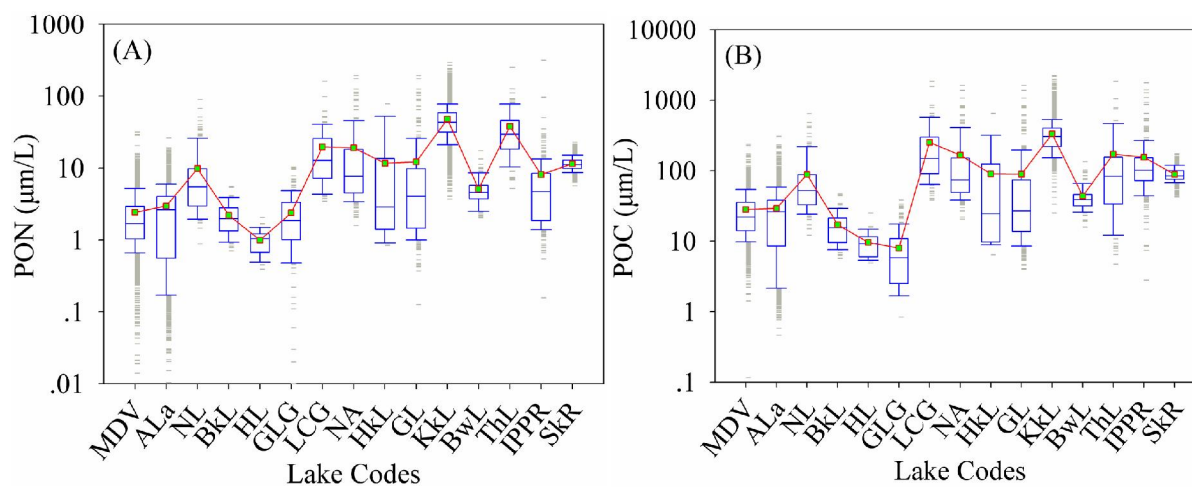 (A)
PON (µm/L)
1000
100
10
1
.1
.01
MDV ALa NL BkL HL GLG LCG NA HkL GL KkL BwL ThL IPPR SkR
Lake Codes
(B)
POC (µm/L)
10000
1000
100
10
1
.1
MDV ALa NL BkL HL GLG LCG NA HkL GL KkL BwL ThL IPPR SkR
Lake Codes